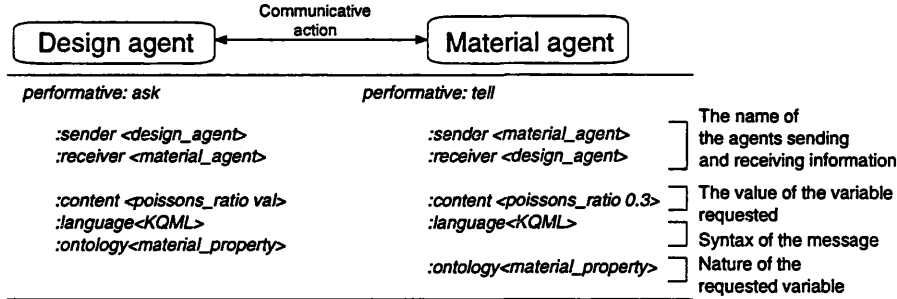 Communicative
action
Design agent
Material agent
performative: ask
performative: tell
:sender <design_agent>
:receiver <material_agent>
:sender <material_agent>
:receiver <design_agent>
The name of
the agents sending
and receiving information
:content <poissons_ratio val>
:language<KQML>
:ontology<material_property>
:content <poissons_ratio 0.3>
:language<KQML>
:ontology<material_property>
The value of the variable
requested
Syntax of the message
Nature of the
requested variable